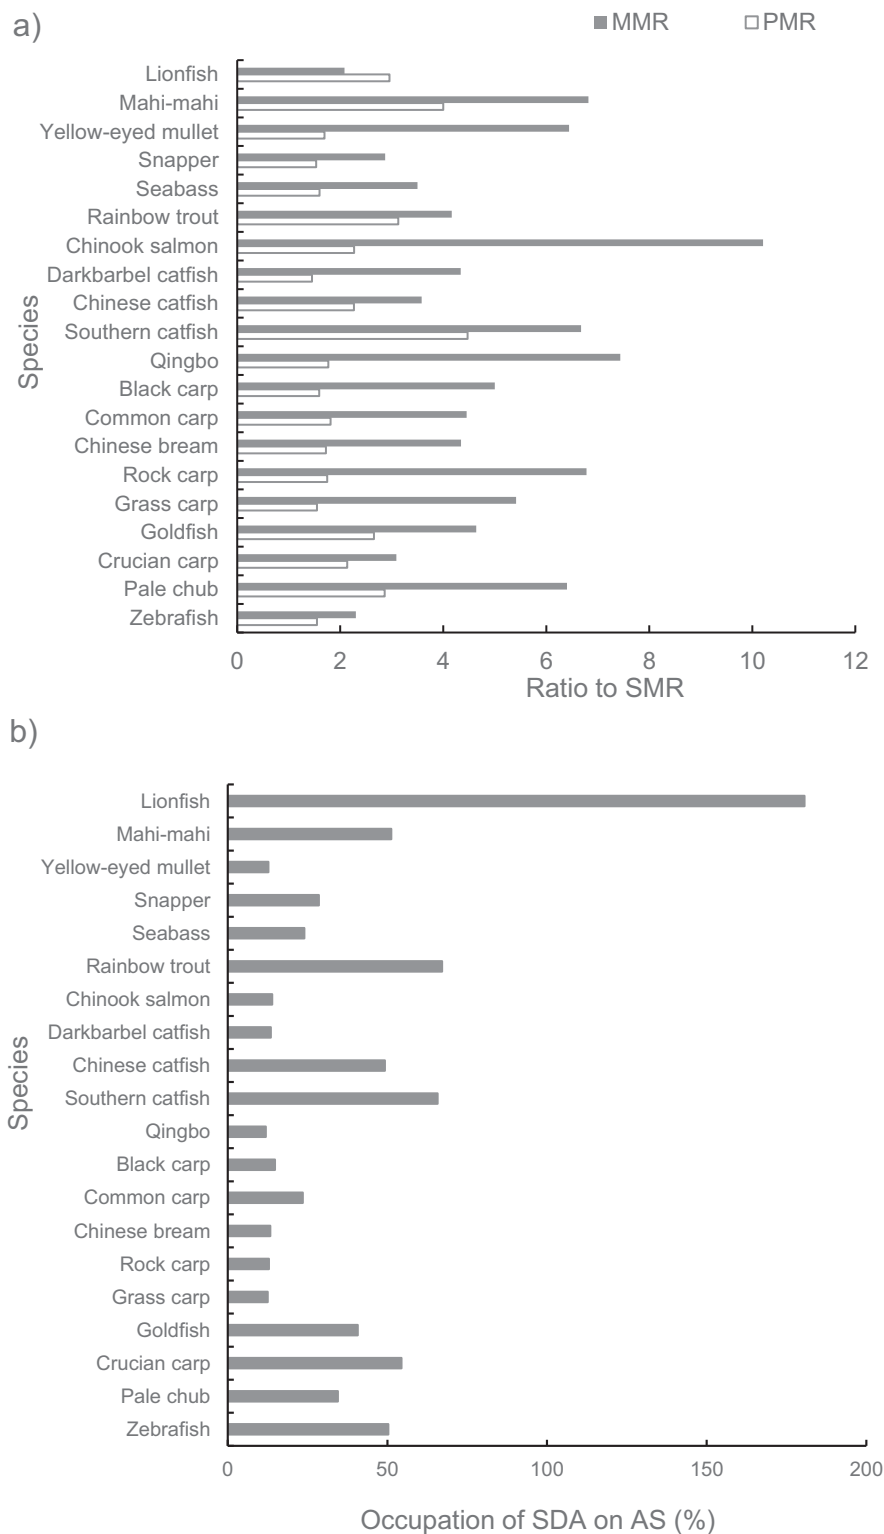 a)
MMR PMR
Lionfish
Mahi-mahi
Yellow-eyed mullet
Snapper
Seabass
Rainbow trout
Chinook salmon
Darkbarbel catfish
Chinese catfish
Southern catfish
Qingbo
Black carp
Common carp
Chinese bream
Rock carp
Grass carp
Goldfish
Crucian carp
Pale chub
Zebrafish
Species
0 2 4 6 8 10 12
Ratio to SMR
b)
Lionfish
Mahi-mahi
Yellow-eyed mullet
Snapper
Seabass
Rainbow trout
Chinook salmon
Darkbarbel catfish
Chinese catfish
Southern catfish
Qingbo
Black carp
Common carp
Chinese bream
Rock carp
Grass carp
Goldfish
Crucian carp
Pale chub
Zebrafish
Species
0 50 100 150 200
Occupation of SDA on AS (%)